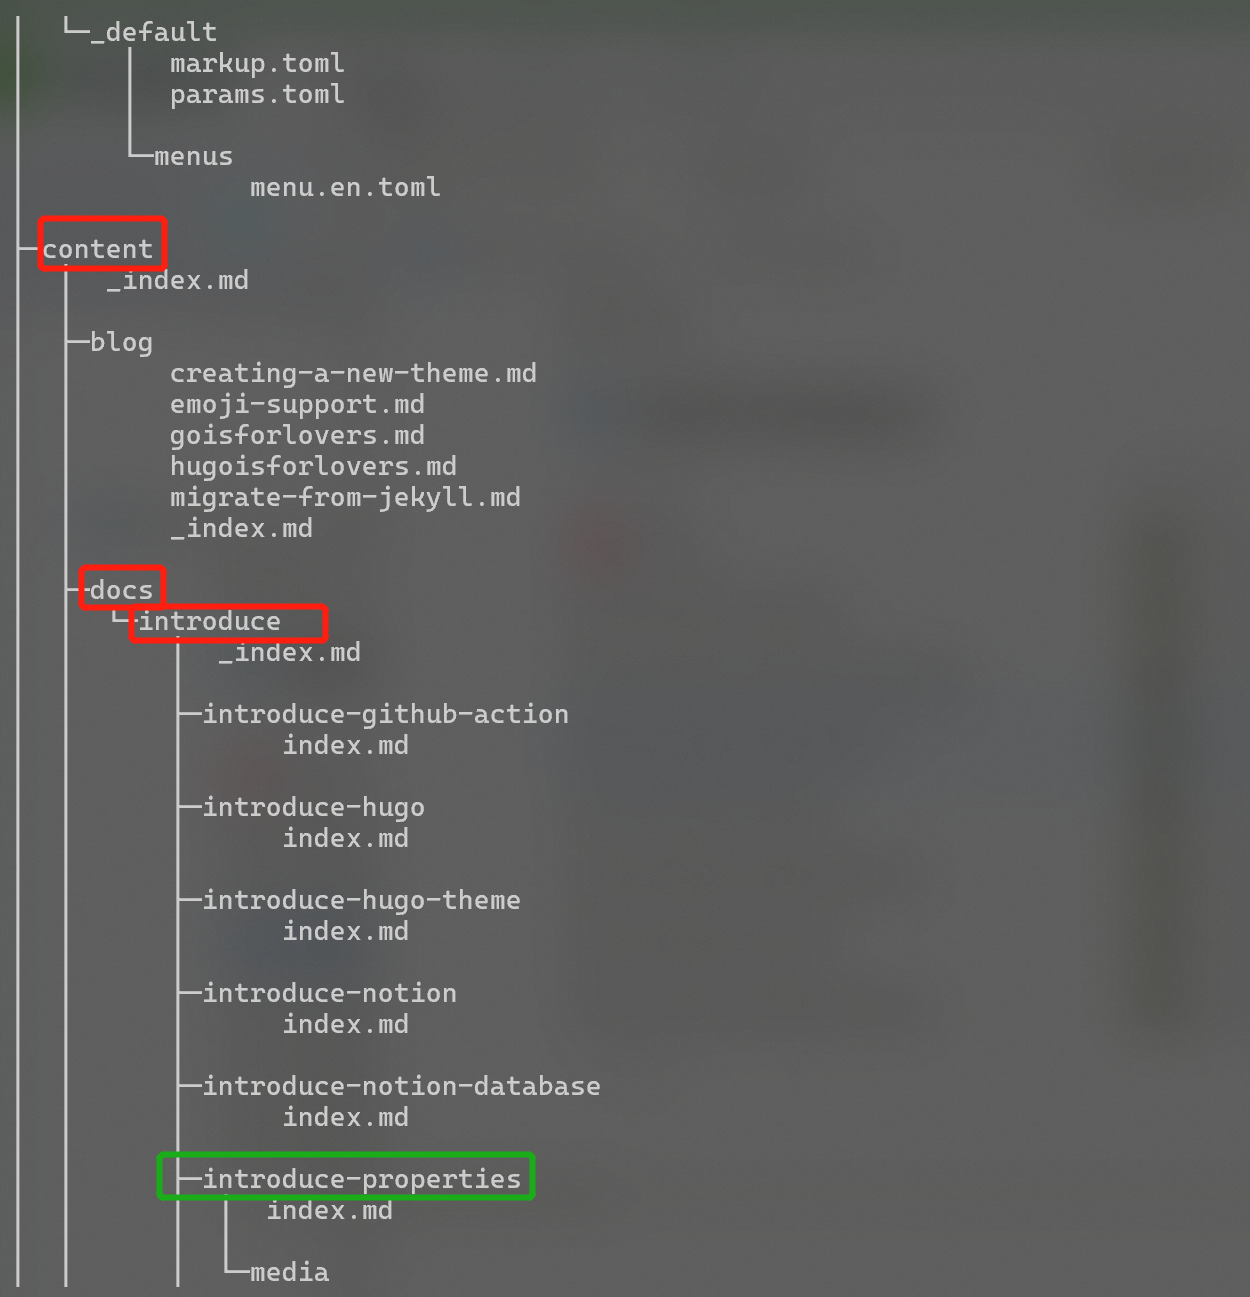 └─_default
markup.toml
params.toml
└─menus
menu.en.toml
├─content
_index.md
├─blog
creating-a-new-theme.md
emoji-support.md
goisforlovers.md
hugoisforlovers.md
migrate-from-jekyll.md
_index.md
├─docs
└─introduce
_index.md
├─introduce-github-action
index.md
├─introduce-hugo
index.md
├─introduce-hugo-theme
index.md
├─introduce-notion
index.md
├─introduce-notion-database
index.md
├─introduce-properties
index.md
└─media